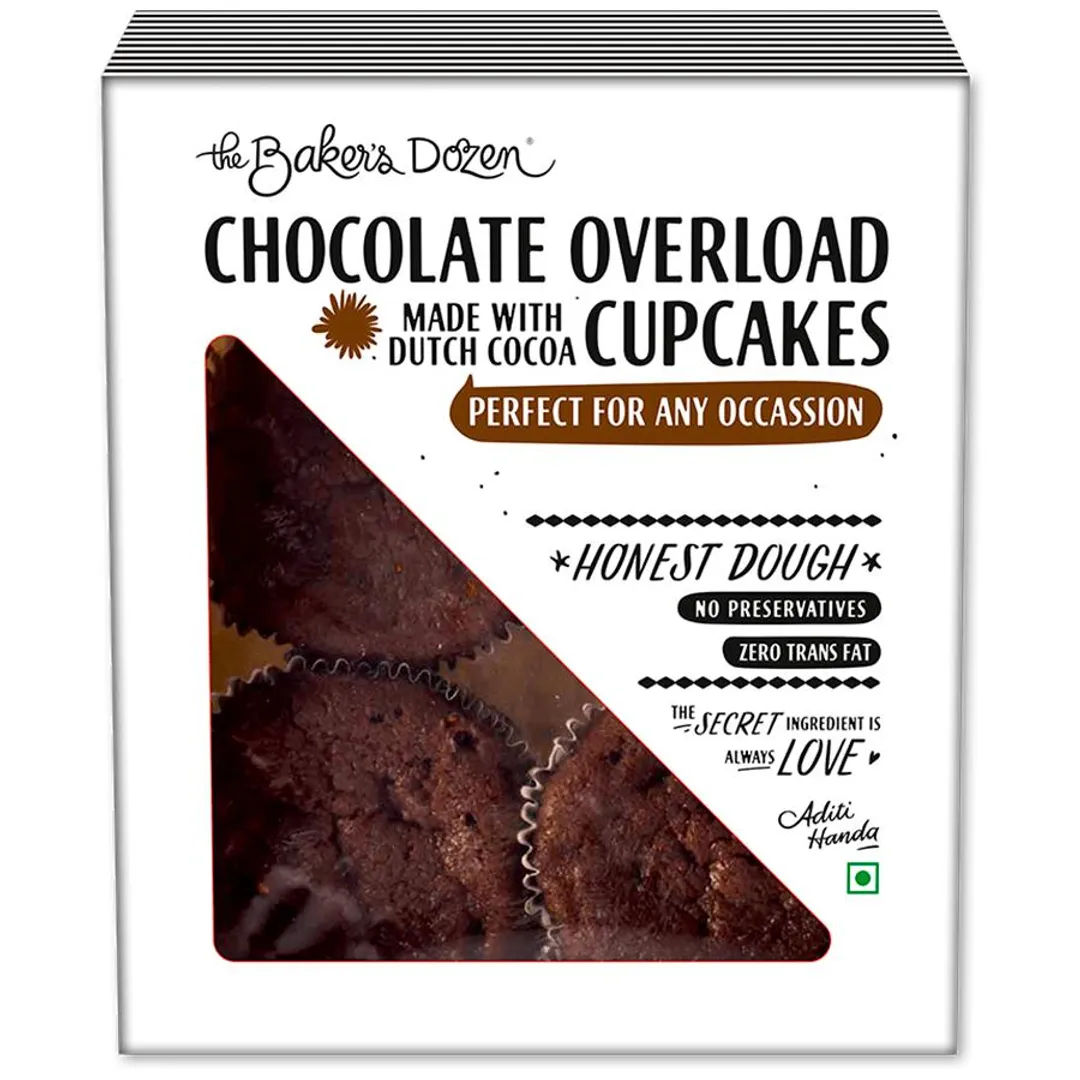 the Baker's Dozen®
CHOCOLATE OVERLOAD
MADE WITH
DUTCH COCOA
CUPCAKES
PERFECT FOR ANY OCCASSION
*HONEST DOUGH*
NO PRESERVATIVES
ZERO TRANS FAT
THE SECRET INGREDIENT IS
ALWAYS LOVE
Aditi
Handa